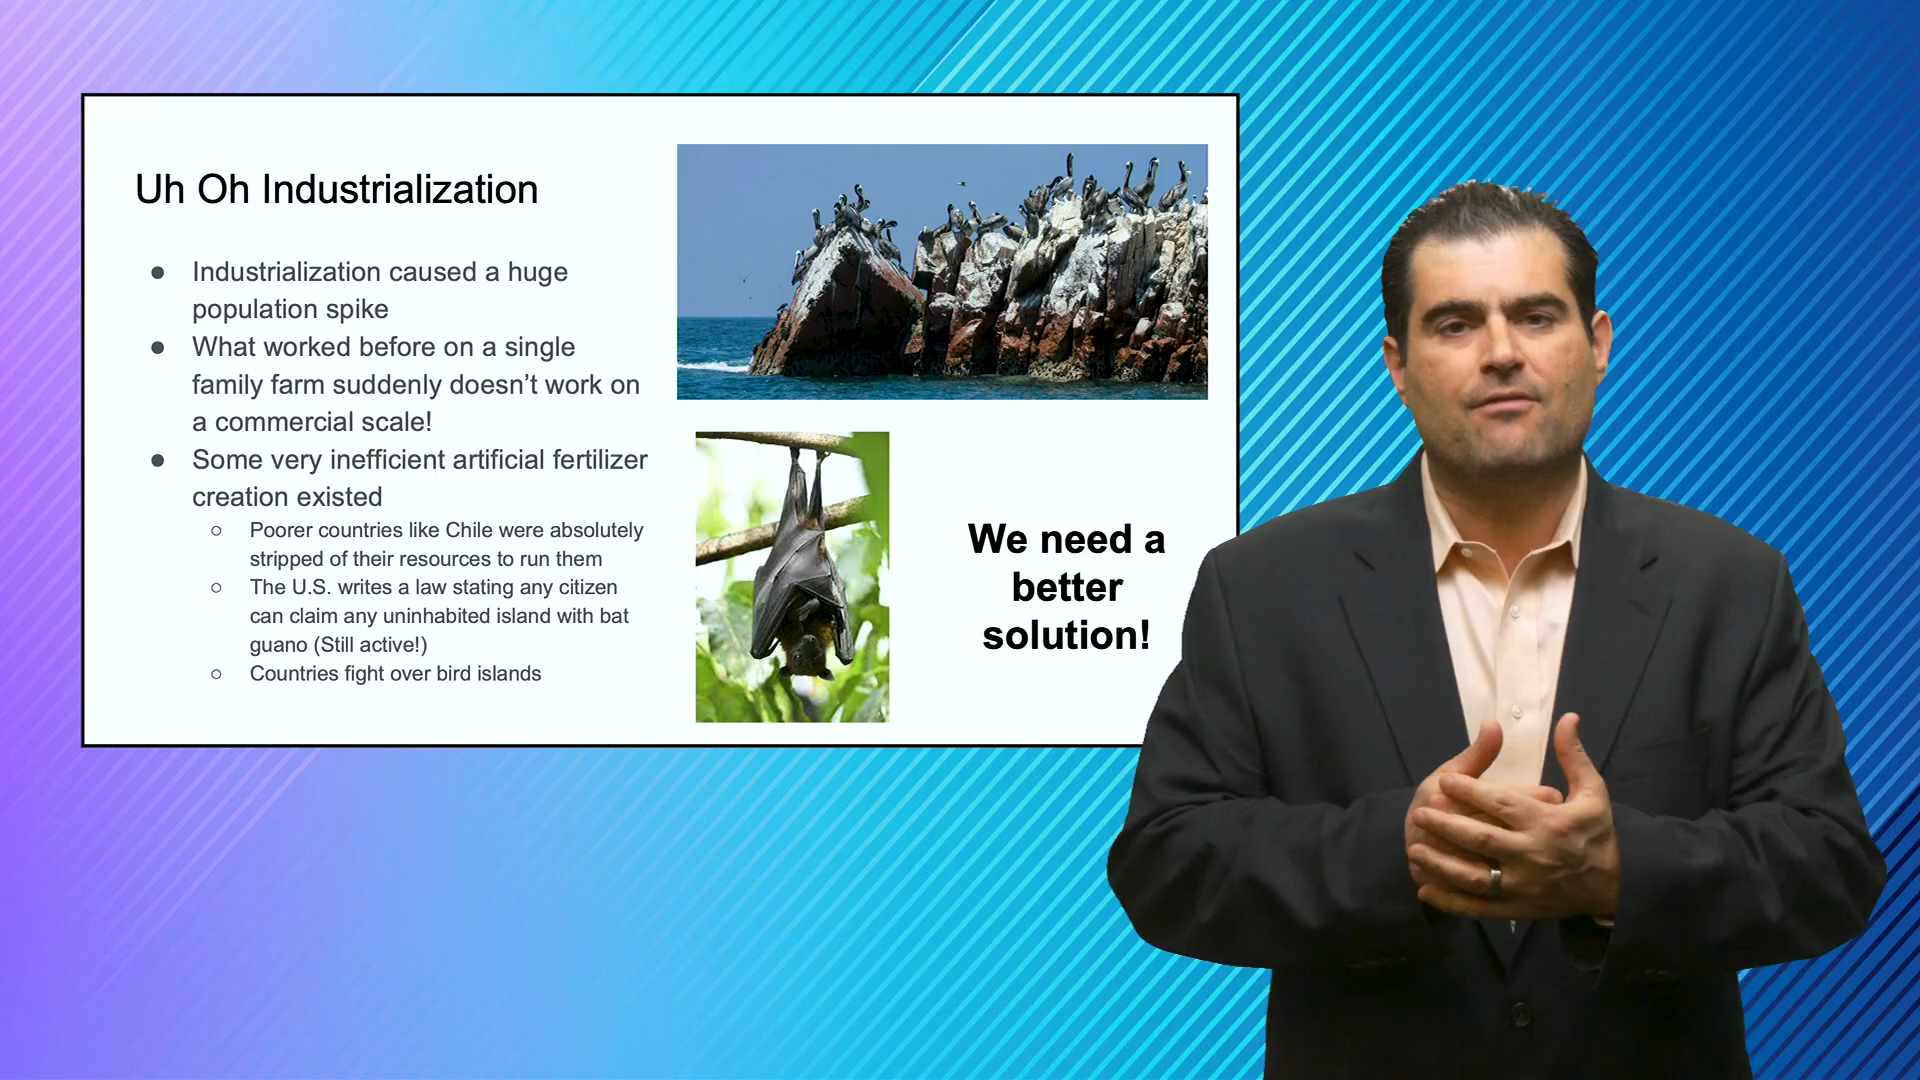 Uh Oh Industrialization
● Industrialization caused a huge
population spike
● What worked before on a single
family farm suddenly doesn’t work on
a commercial scale!
● Some very inefficient artificial fertilizer
creation existed
○ Poorer countries like Chile were absolutely
stripped of their resources to run them
○ The U.S. writes a law stating any citizen
can claim any uninhabited island with bat
guano (Still active!)
○ Countries fight over bird islands
We need a
better
solution!